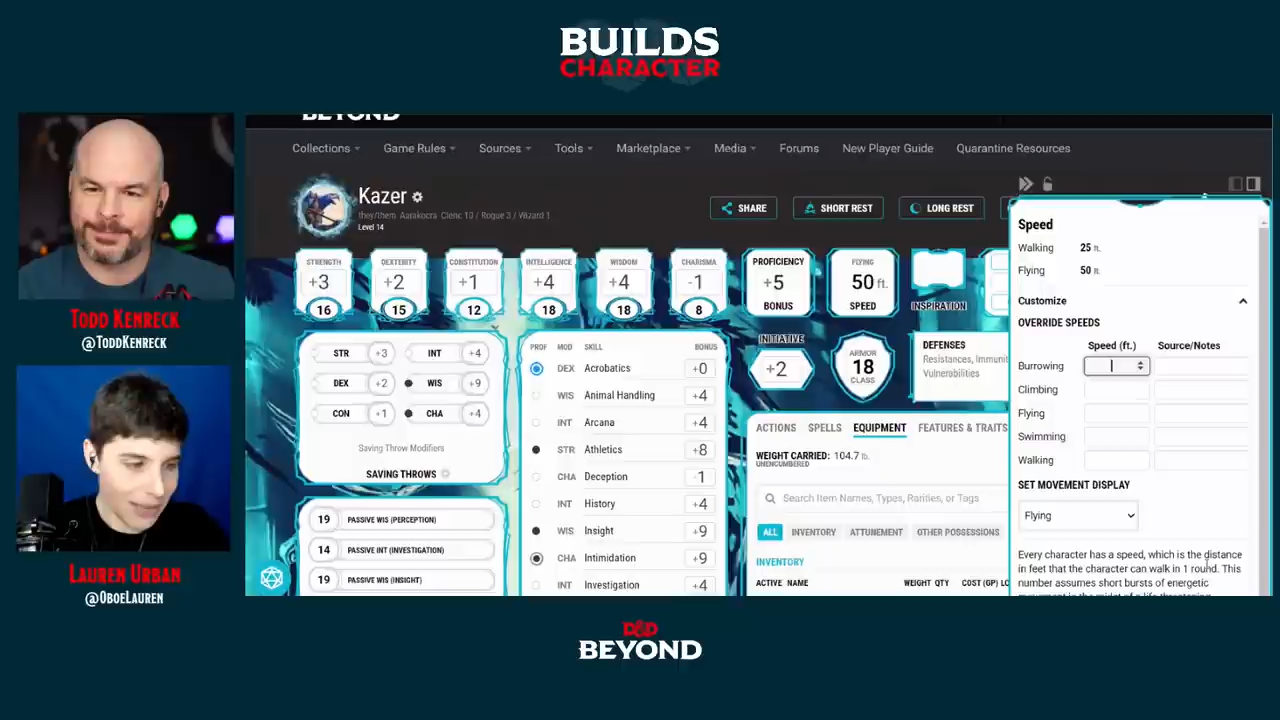 BUILDS
CHARACTER
BEYOND
Collections Game Rules Sources Tools Marketplace Media Forums New Player Guide Quarantine Resources
Kazer
they/them Aarakocra Cleric 10 / Rogue 3 / Wizard 1
Level 14
SHARE
SHORT REST
LONG REST
STRENGTH
+3
16
DEXTERITY
+2
15
CONSTITUTION
+1
12
INTELLIGENCE
+4
18
WISDOM
+4
18
CHARISMA
-1
8
PROFICIENCY
+5
BONUS
FLYING
50 ft.
SPEED
INSPIRATION
STR +3 INT +4
DEX +2 WIS +9
CON +1 CHA +4
Saving Throw Modifiers
SAVING THROWS
19 PASSIVE WIS (PERCEPTION)
14 PASSIVE INT (INVESTIGATION)
19 PASSIVE WIS (INSIGHT)
PROF MOD SKILL BONUS
DEX Acrobatics +0
WIS Animal Handling +4
INT Arcana +4
STR Athletics +8
CHA Deception -1
INT History +4
WIS Insight +9
CHA Intimidation +9
INT Investigation +4
INITIATIVE
+2
ARMOR
18
CLASS
DEFENSES
Resistances, Immunit
Vulnerabilities
ACTIONS SPELLS EQUIPMENT FEATURES & TRAITS
WEIGHT CARRIED: 104.7 lb.
UNENCUMBERED
Search Item Names, Types, Rarities, or Tags
ALL INVENTORY ATTUNEMENT OTHER POSSESSIONS
INVENTORY
ACTIVE NAME WEIGHT QTY COST (GP)
Speed
Walking 25 ft.
Flying 50 ft.
Customize
OVERRIDE SPEEDS
Speed (ft.) Source/Notes
Burrowing
Climbing
Flying
Swimming
Walking
SET MOVEMENT DISPLAY
Flying
Every character has a speed, which is the distance
in feet that the character can walk in 1 round. This
number assumes short bursts of energetic
movement in the midst of a life-threatening
TODD KENRECK
@TODDKENRECK
LAUREN URBAN
@OBOELAUREN
D&D
BEYOND